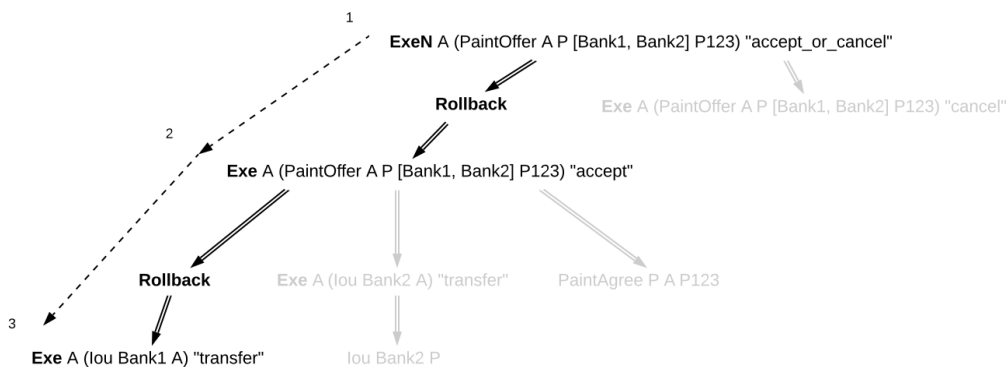 1
ExeN A (PaintOffer A P [Bank1, Bank2] P123) "accept_or_cancel"
Rollback
Exe A (PaintOffer A P [Bank1, Bank2] P123) "cancel"
2
Exe A (PaintOffer A P [Bank1, Bank2] P123) "accept"
Rollback
Exe A (Iou Bank2 A) "transfer"
PaintAgree P A P123
3
Exe A (Iou Bank1 A) "transfer"
Iou Bank2 P